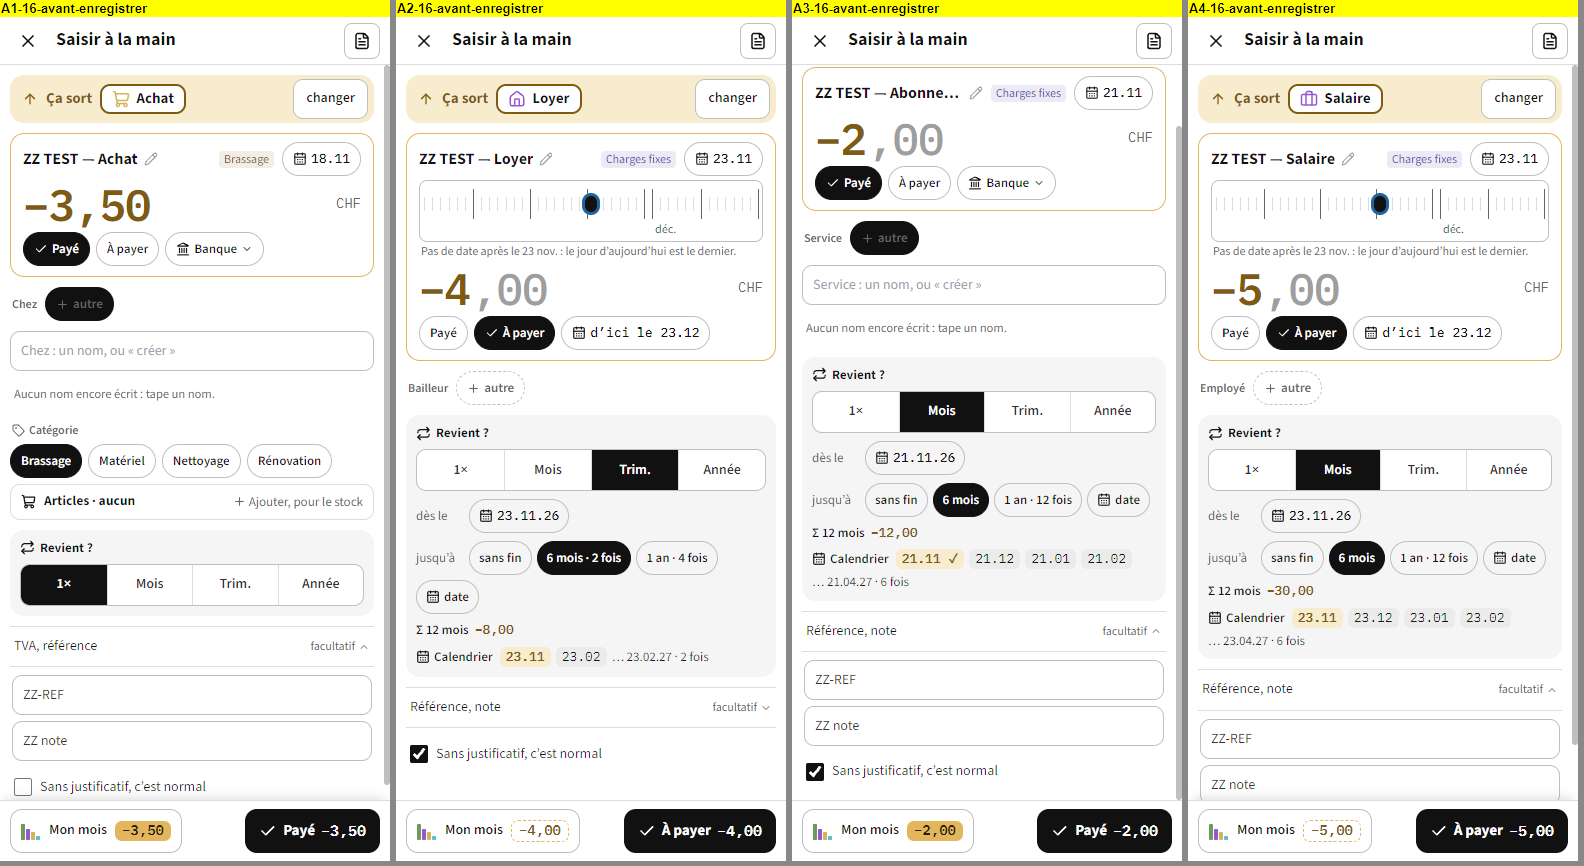 A1-16-avant-enregistrer
Saisir à la main
Ça sort
Achat
changer
ZZ TEST — Achat
Brassage
18.11
−3,50
CHF
Payé
À payer
Banque
Chez
+ autre
Chez : un nom, ou « créer »
Aucun nom encore écrit : tape un nom.
Catégorie
Brassage
Matériel
Nettoyage
Rénovation
Articles · aucun
+ Ajouter, pour le stock
Revient ?
1×
Mois
Trim.
Année
TVA, référence
facultatif
ZZ-REF
ZZ note
Sans justificatif, c’est normal
Mon mois
−3,50
Payé −3,50
A2-16-avant-enregistrer
Saisir à la main
Ça sort
Loyer
changer
ZZ TEST — Loyer
Charges fixes
23.11
déc.
Pas de date après le 23 nov. : le jour d’aujourd’hui est le dernier.
−4,00
CHF
Payé
À payer
d’ici le 23.12
Bailleur
+ autre
Revient ?
1×
Mois
Trim.
Année
dès le
23.11.26
jusqu’à
sans fin
6 mois · 2 fois
1 an · 4 fois
date
Σ 12 mois −8,00
Calendrier
23.11
23.02
… 23.02.27 · 2 fois
Référence, note
facultatif
Sans justificatif, c’est normal
Mon mois
−4,00
À payer −4,00
A3-16-avant-enregistrer
Saisir à la main
ZZ TEST — Abonne…
Charges fixes
21.11
−2,00
CHF
Payé
À payer
Banque
Service
+ autre
Service : un nom, ou « créer »
Aucun nom encore écrit : tape un nom.
Revient ?
1×
Mois
Trim.
Année
dès le
21.11.26
jusqu’à
sans fin
6 mois
1 an · 12 fois
date
Σ 12 mois −12,00
Calendrier
21.11 ✓
21.12
21.01
21.02
… 21.04.27 · 6 fois
Référence, note
facultatif
ZZ-REF
ZZ note
Sans justificatif, c’est normal
Mon mois
−2,00
Payé −2,00
A4-16-avant-enregistrer
Saisir à la main
Ça sort
Salaire
changer
ZZ TEST — Salaire
Charges fixes
23.11
déc.
Pas de date après le 23 nov. : le jour d’aujourd’hui est le dernier.
−5,00
CHF
Payé
À payer
d’ici le 23.12
Employé
+ autre
Revient ?
1×
Mois
Trim.
Année
dès le
23.11.26
jusqu’à
sans fin
6 mois
1 an · 12 fois
date
Σ 12 mois −30,00
Calendrier
23.11
23.12
23.01
23.02
… 23.04.27 · 6 fois
Référence, note
facultatif
ZZ-REF
ZZ note
Mon mois
−5,00
À payer −5,00